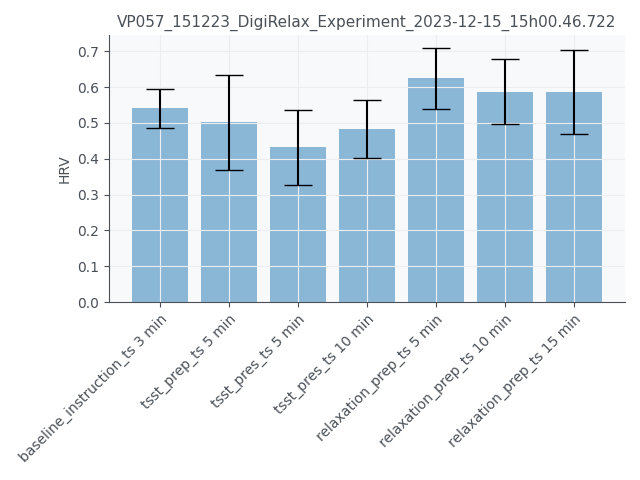 VP057_151223_DigiRelax_Experiment_2023-12-15_15h00.46.722
0.7
0.6
0.5
0.4
0.3
0.2
0.1
0.0
HRV
baseline_instruction_ts 3 min
tsst_prep_ts 5 min
tsst_pres_ts 5 min
tsst_pres_ts 10 min
relaxation_prep_ts 5 min
relaxation_prep_ts 10 min
relaxation_prep_ts 15 min